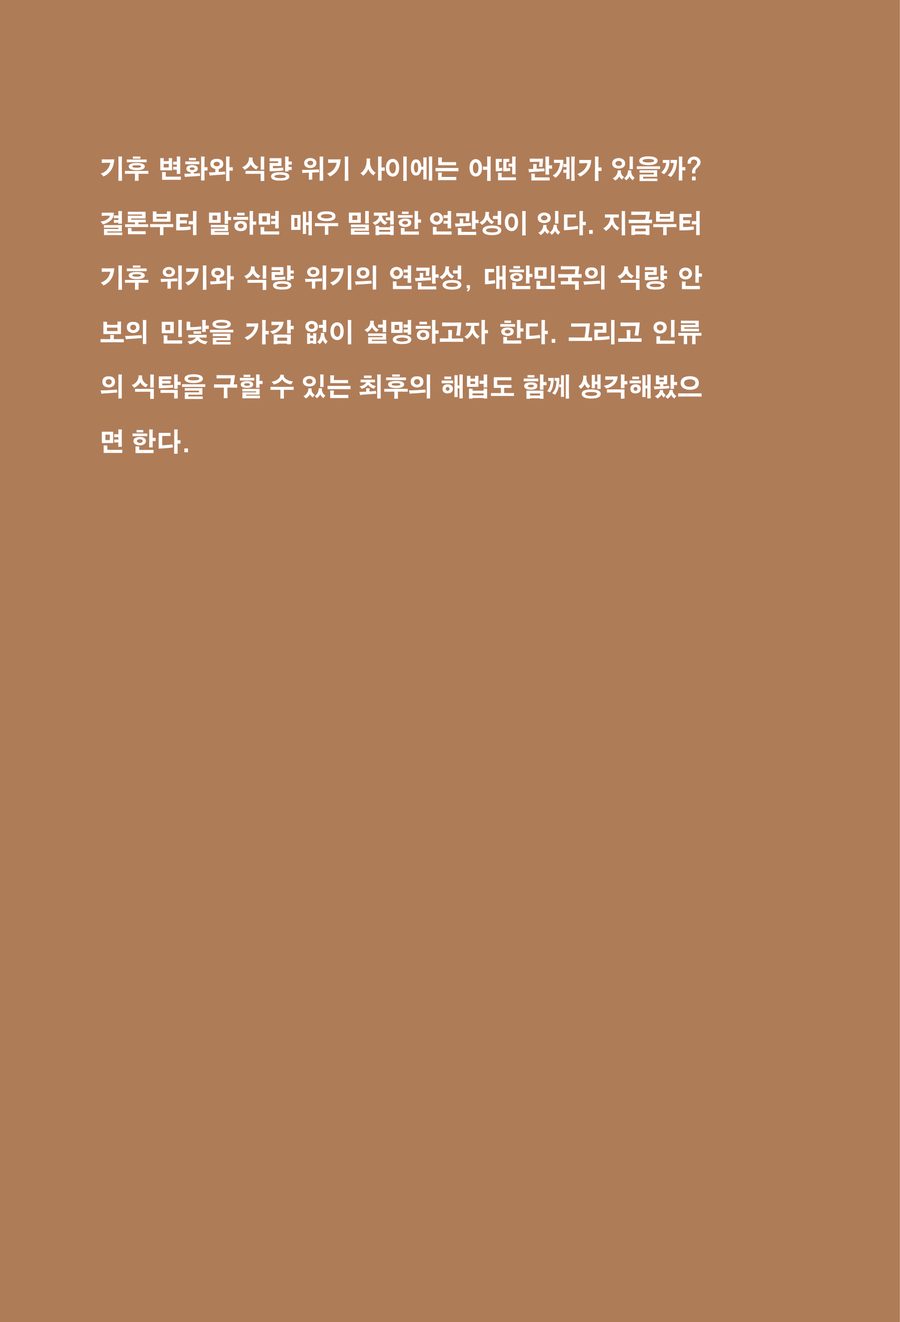 기후 변화와 식량 위기 사이에는 어떤 관계가 있을까?
결론부터 말하면 매우 밀접한 연관성이 있다. 지금부터
기후 위기와 식량 위기의 연관성, 대한민국의 식량 안
보의 민낯을 가감 없이 설명하고자 한다. 그리고 인류
의 식탁을 구할 수 있는 최후의 해법도 함께 생각해봤으
면 한다.